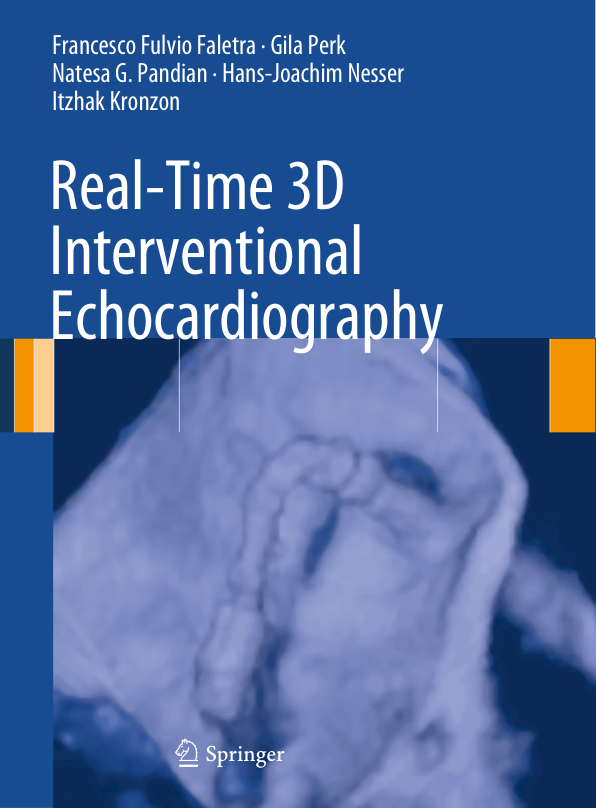 Francesco Fulvio Faletra · Gila Perk
Natesa G. Pandian · Hans-Joachim Nesser
Itzhak Kronzon
Real-Time 3D
Interventional
Echocardiography
Springer